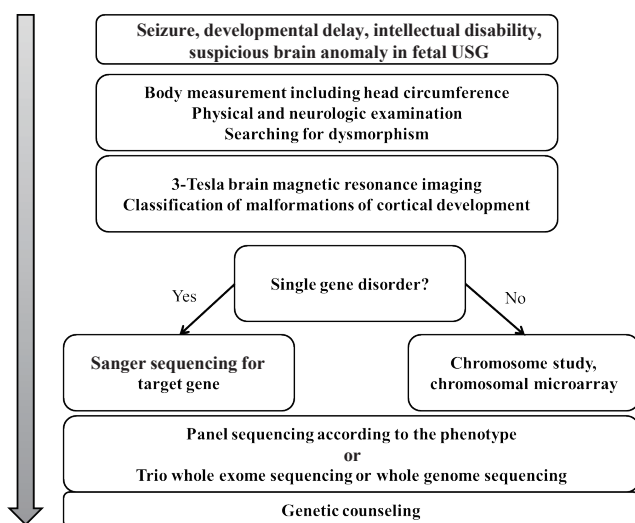 Seizure, developmental delay, intellectual disability,
suspicious brain anomaly in fetal USG
Body measurement including head circumference
Physical and neurologic examination
Searching for dysmorphism
3-Tesla brain magnetic resonance imaging
Classification of malformations of cortical development
Single gene disorder?
Yes
No
Sanger sequencing for
target gene
Chromosome study,
chromosomal microarray
Panel sequencing according to the phenotype
or
Trio whole exome sequencing or whole genome sequencing
Genetic counseling